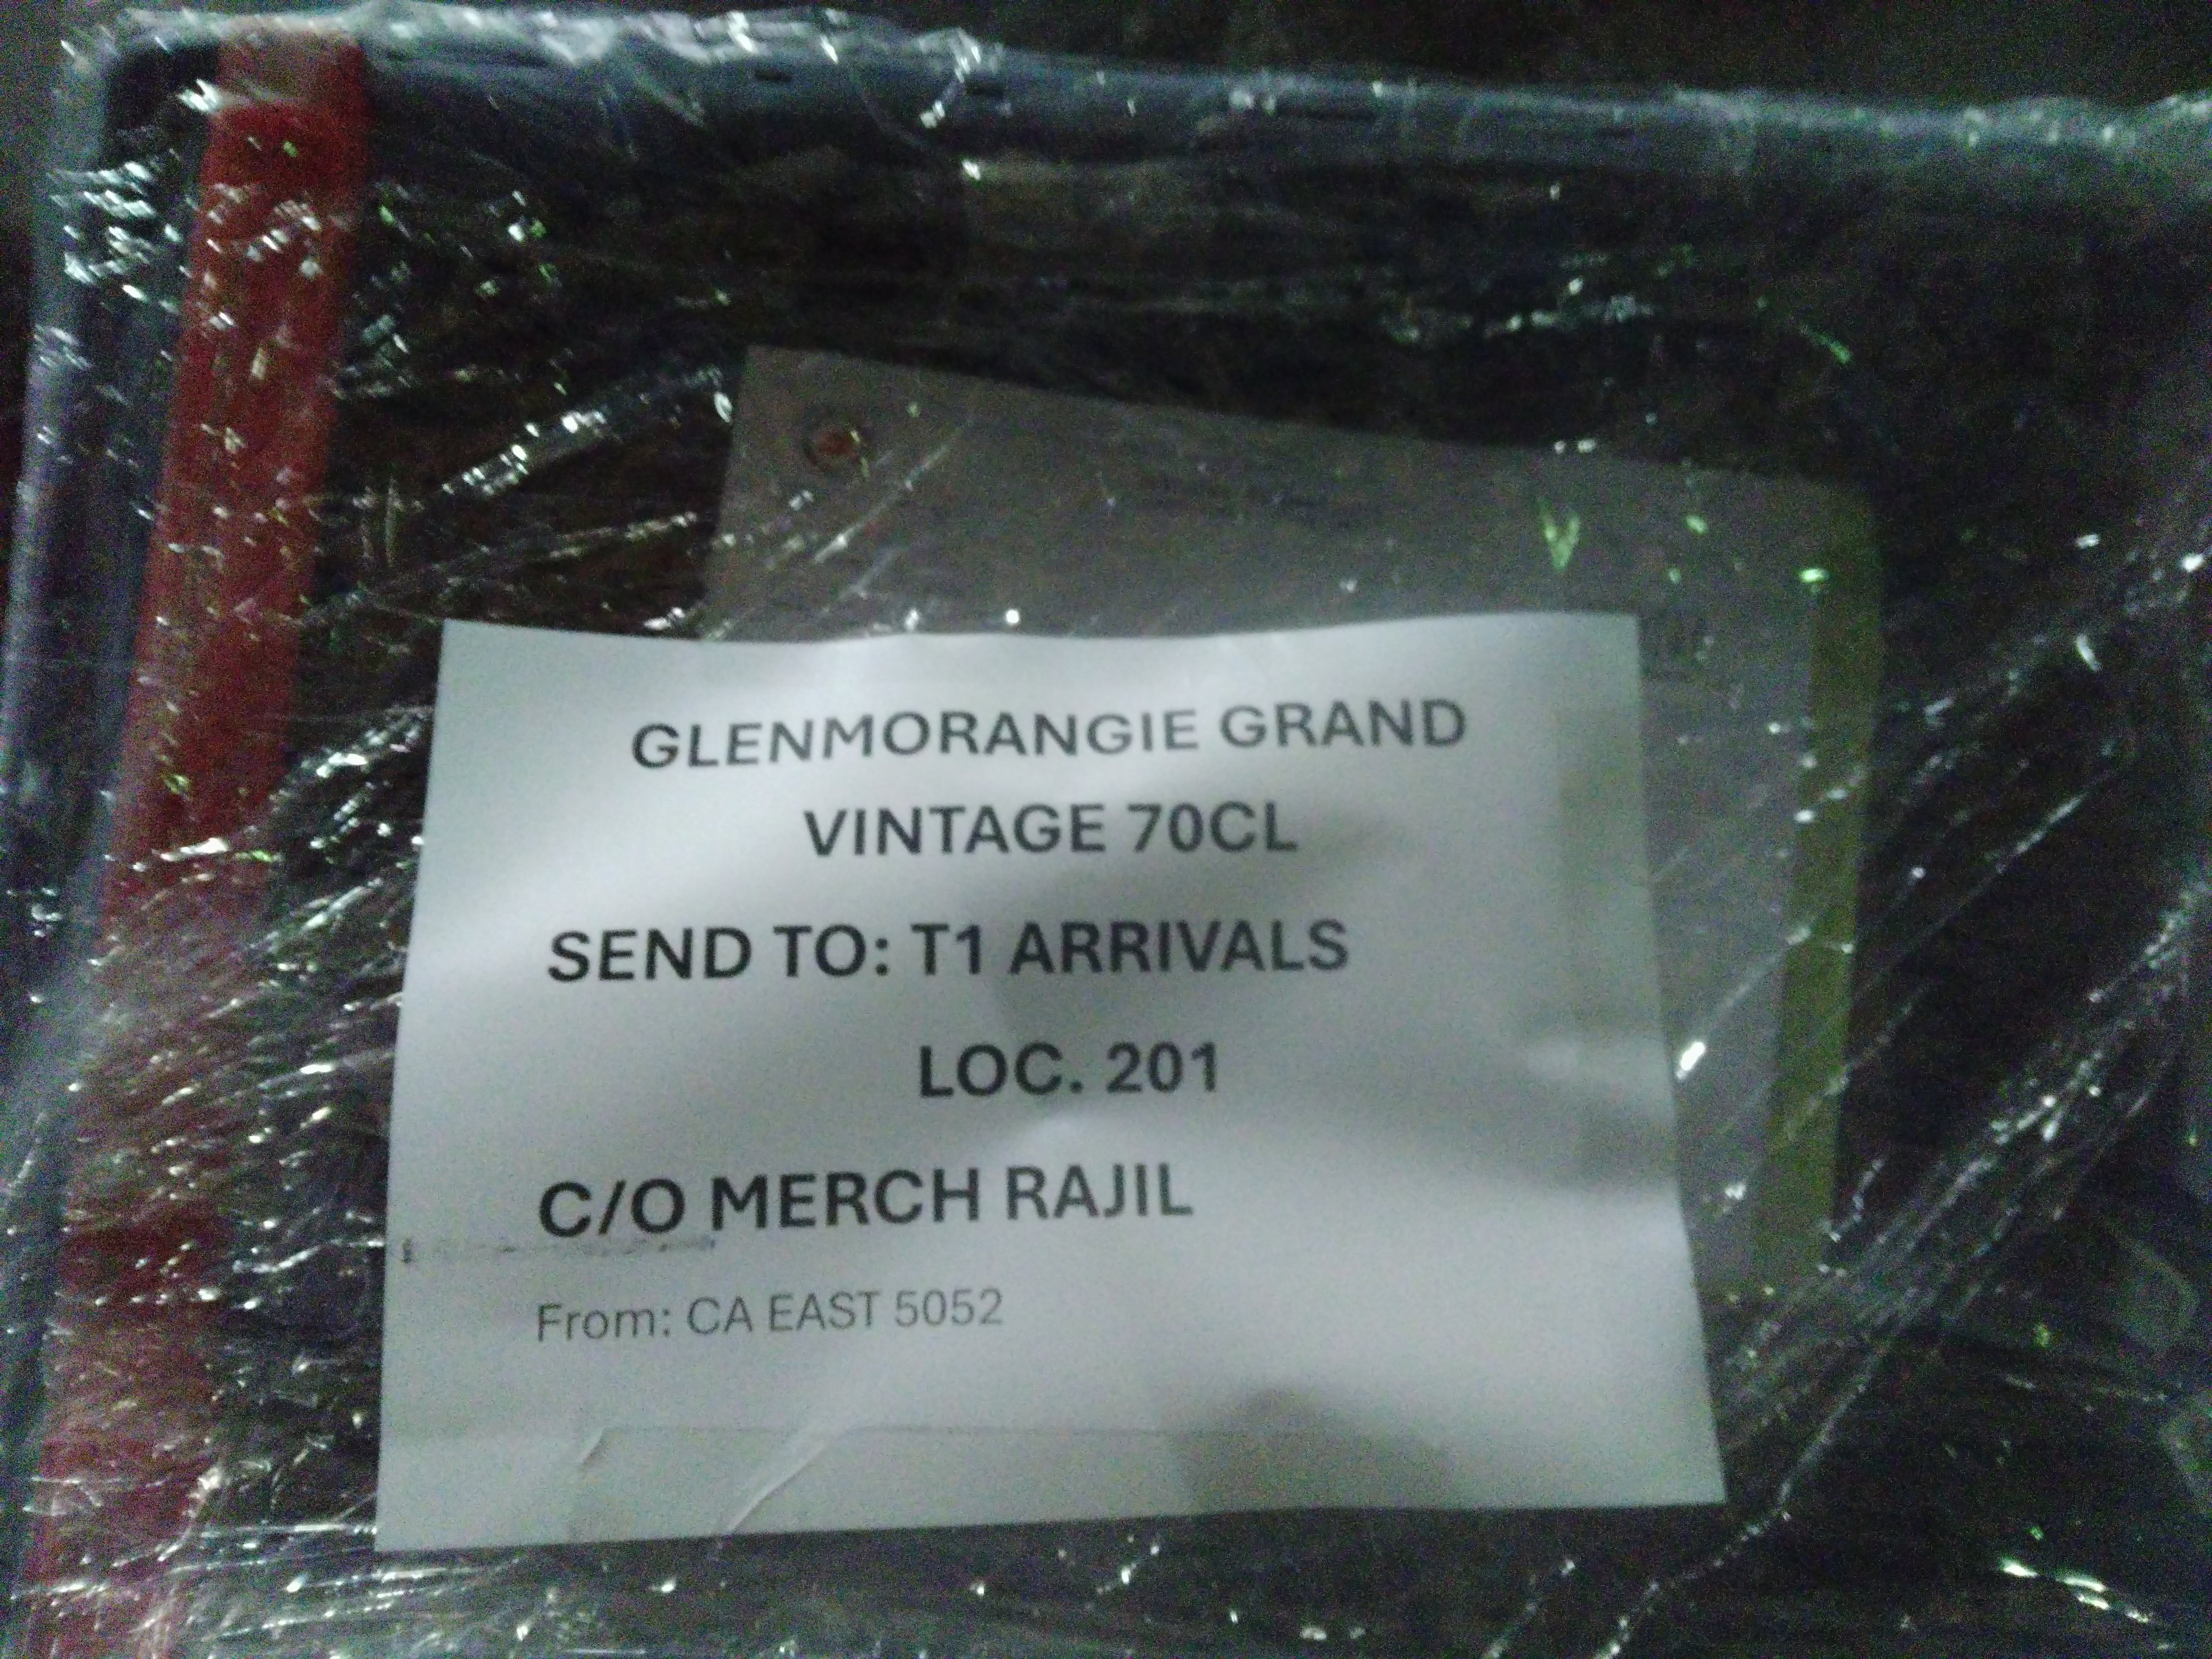 GLENMORANGIE GRAND
VINTAGE 70CL
SEND TO: T1 ARRIVALS
LOC. 201
C/O MERCH RAJIL
From: CA EAST 5052